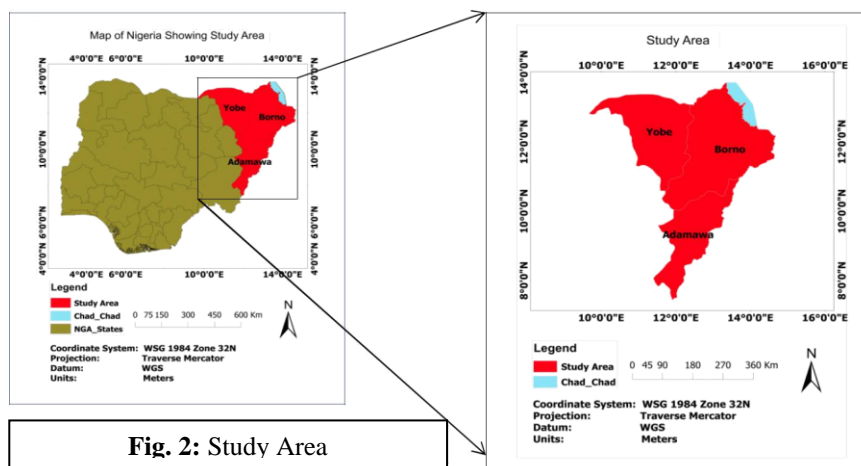 Map of Nigeria Showing Study Area
4°0'0"E 6°0'0"E 10°0'0"E 14°0'0"E
14°0'0"N
10°0'0"N
4°0'0"N 6°0'0"N
Yobe
Borno
Adamawa
14°0'0"N
10°0'0"N
4°0'0"N 6°0'0"N
4°0'0"E 6°0'0"E 10°0'0"E 14°0'0"E
Legend
Study Area
Chad_Chad
NGA_States
0 75 150 300 450 600 Km
N
Coordinate System: WSG 1984 Zone 32N
Projection: Traverse Mercator
Datum: WGS
Units: Meters
Fig. 2: Study Area
Study Area
10°0'0"E 12°0'0"E 14°0'0"E 16°0'0"E
14°0'0"N
12°0'0"N
10°0'0"N
8°0'0"N
Yobe
Borno
Adamawa
14°0'0"N
12°0'0"N
10°0'0"N
8°0'0"N
10°0'0"E 12°0'0"E 14°0'0"E 16°0'0"E
Legend
Study Area
Chad_Chad
0 45 90 180 270 360 Km
N
Coordinate System: WSG 1984 Zone 32N
Projection: Traverse Mercator
Datum: WGS
Units: Meters